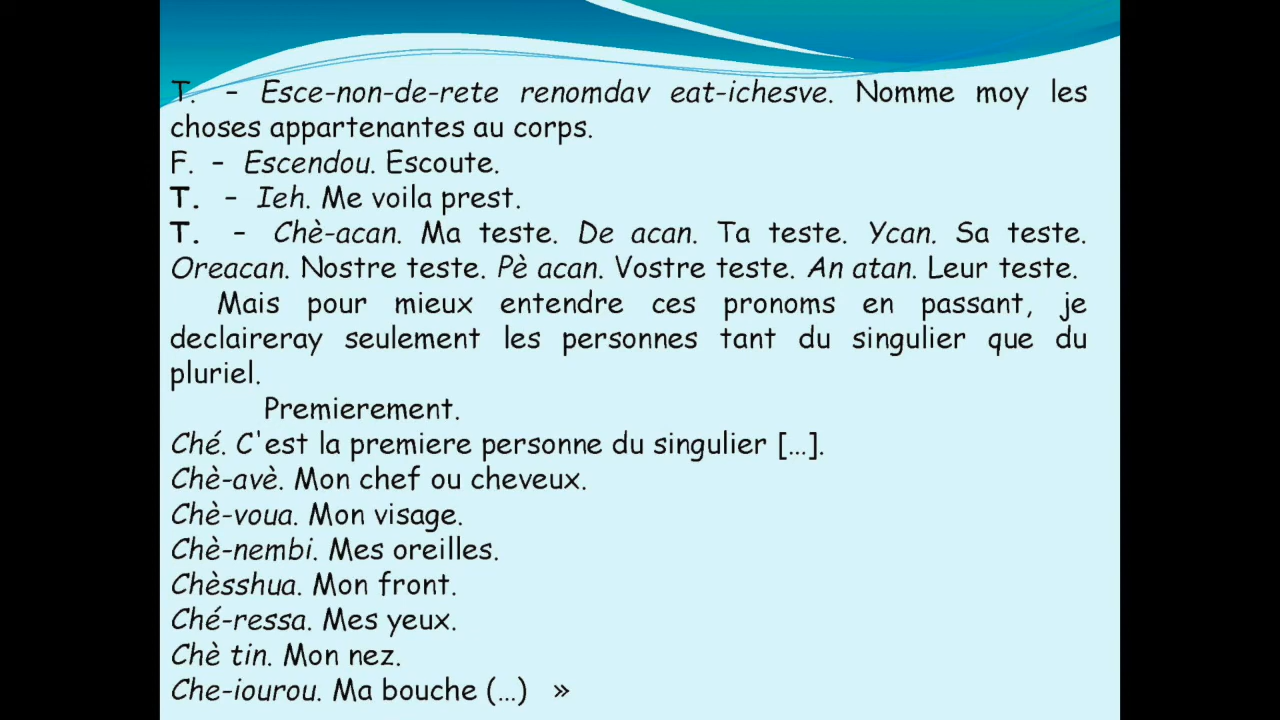 T. – Esce-non-de-rete renomdav eat-ichesve. Nomme moy les
choses appartenantes au corps.
F. – Escendou. Escoute.
T. – Ieh. Me voila prest.
T. – Chè-acan. Ma teste. De acan. Ta teste. Ycan. Sa teste.
Oreacan. Nostre teste. Pè acan. Vostre teste. An atan. Leur teste.
Mais pour mieux entendre ces pronoms en passant, je
declaireray seulement les personnes tant du singulier que du
pluriel.
Premierement.
Ché. C'est la premiere personne du singulier [...].
Chè-avè. Mon chef ou cheveux.
Chè-voua. Mon visage.
Chè-nembi. Mes oreilles.
Chèsshua. Mon front.
Ché-ressa. Mes yeux.
Chè tin. Mon nez.
Che-iourou. Ma bouche (...) »